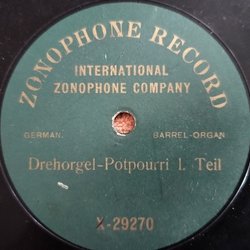 ZONOPHONE RECORD
INTERNATIONAL
ZONOPHONE COMPANY
GERMAN. BARREL-ORGAN.
Drehorgel-Potpourri I. Teil
X-29270